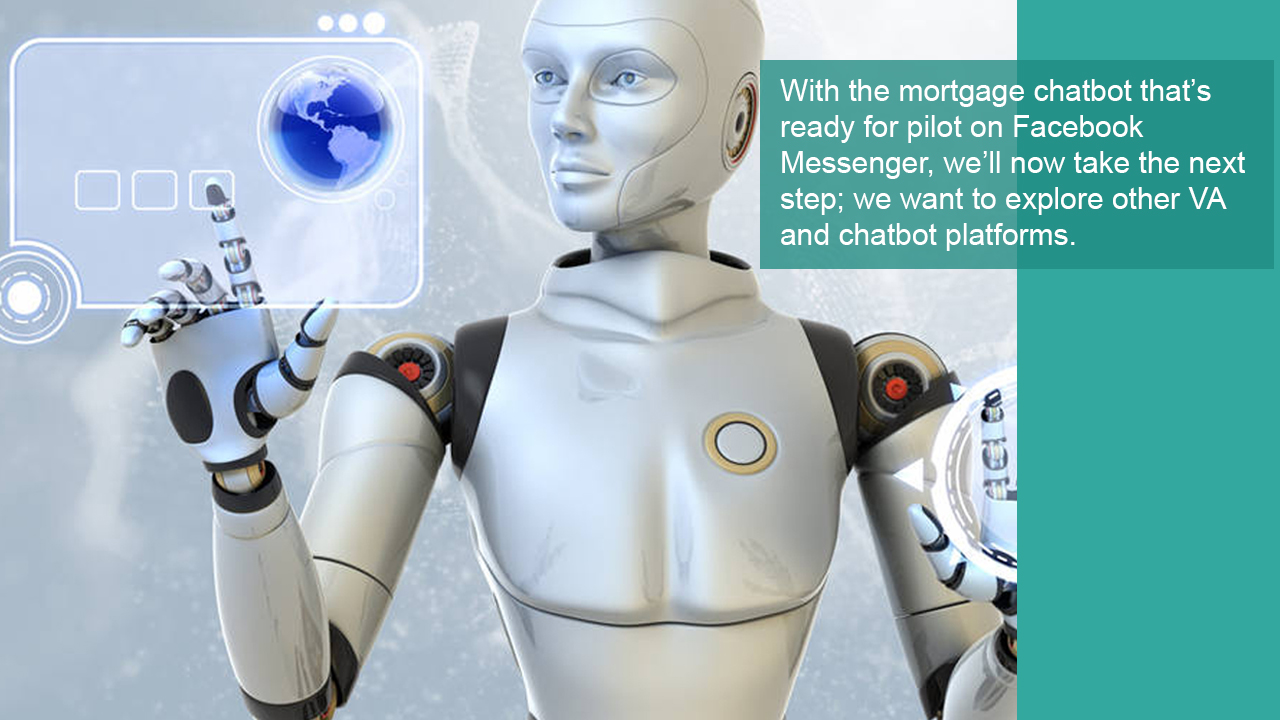 With the mortgage chatbot that’s
ready for pilot on Facebook
Messenger, we’ll now take the next
step; we want to explore other VA
and chatbot platforms.